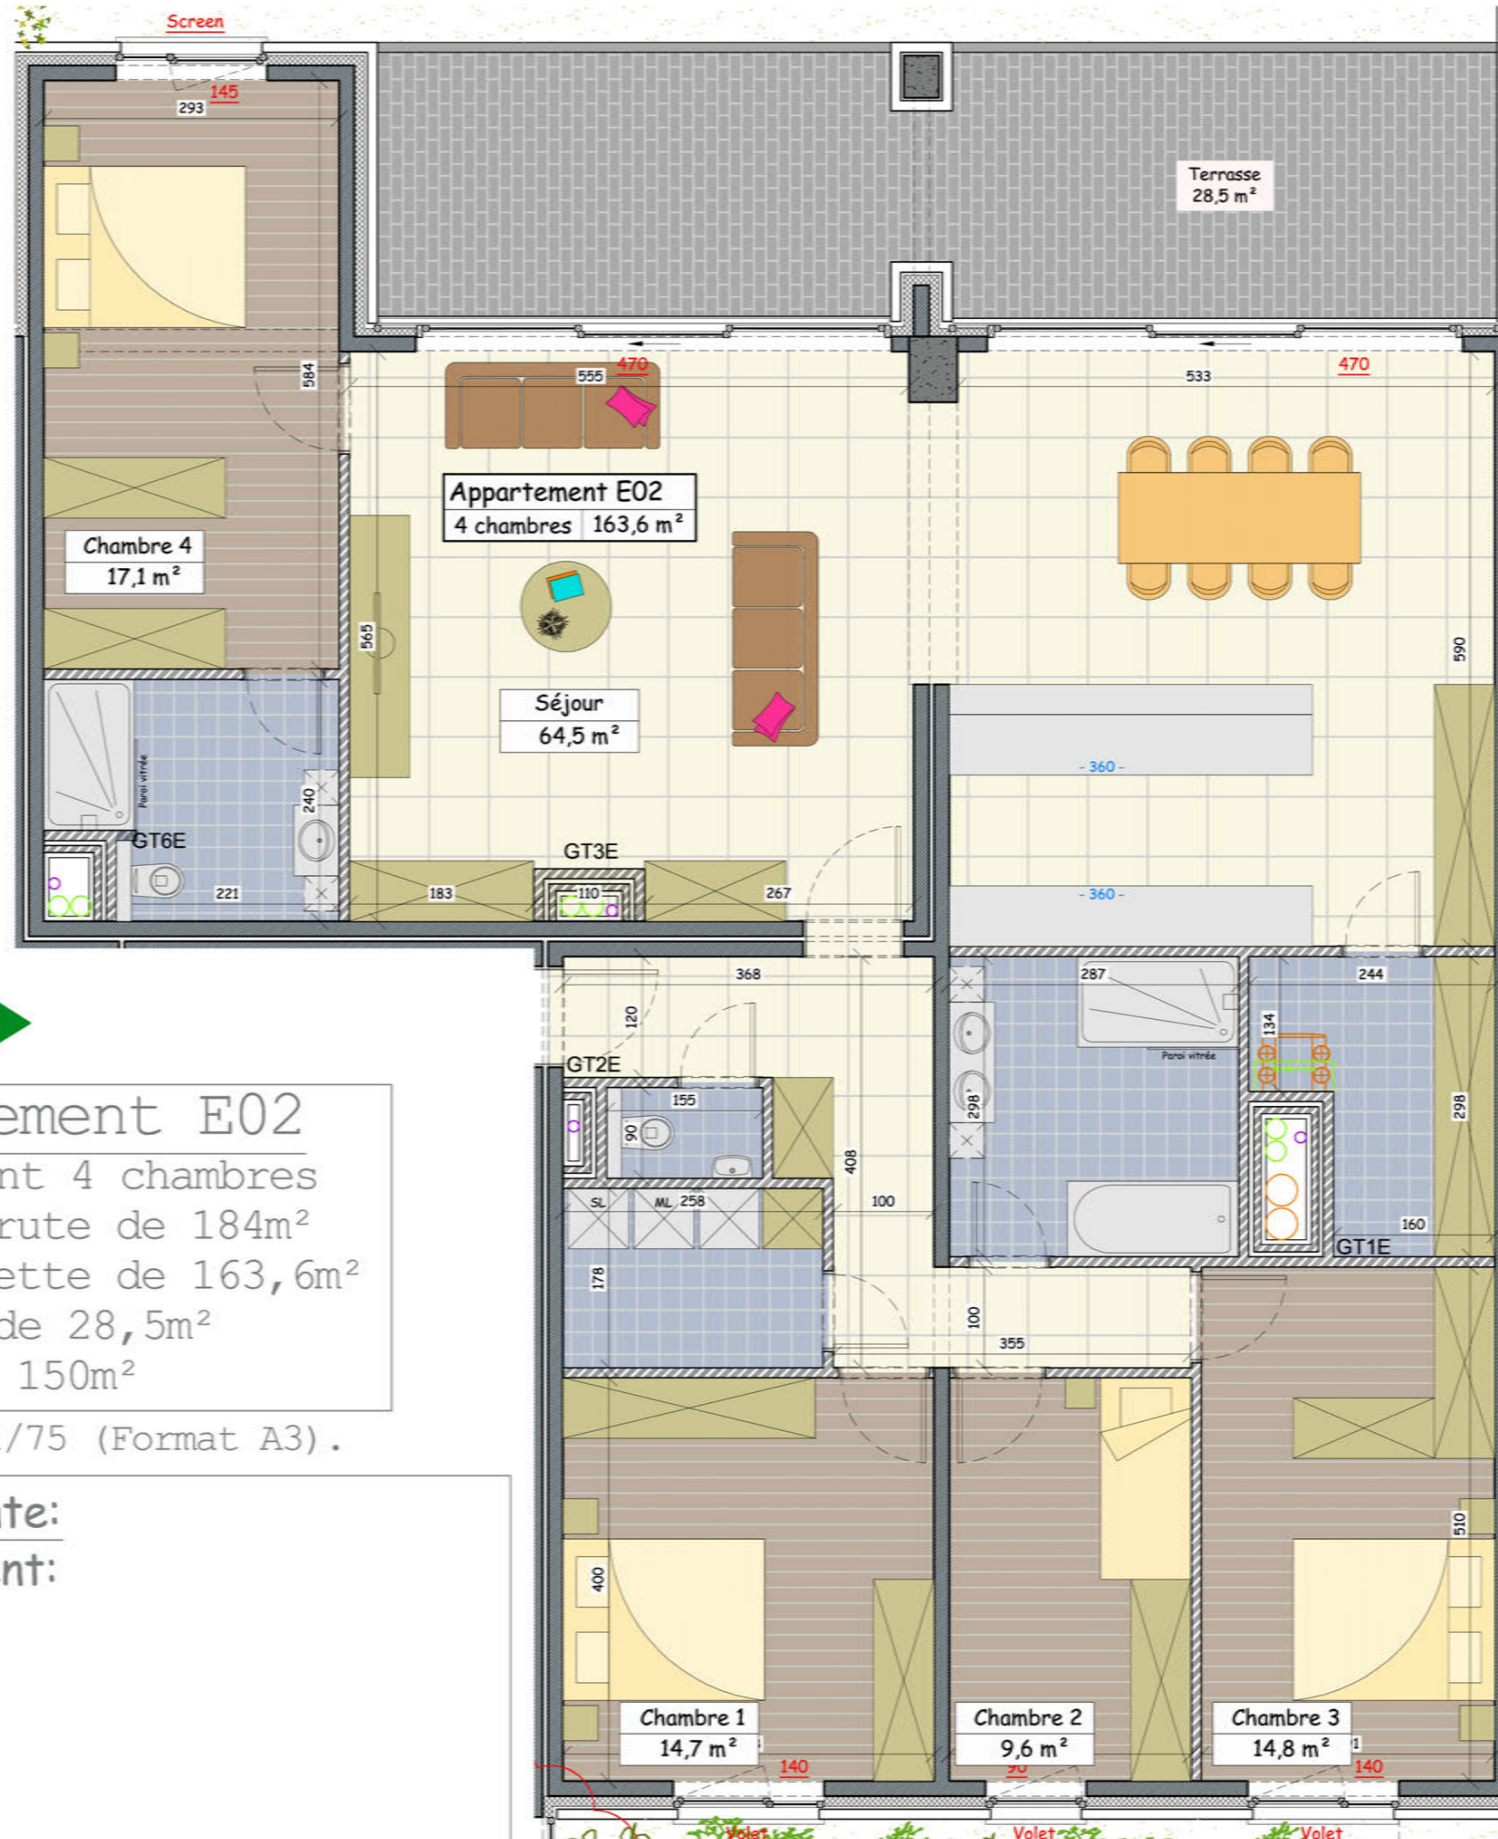 Screen
145
293
Terrasse
28,5 m²
584
555
470
533
470
Appartement E02
4 chambres 163,6 m²
Chambre 4
17,1 m²
565
590
Séjour
64,5 m²
- 360 -
Paroi vitrée
240
GT6E
GT3E
221
183
110
267
- 360 -
368
287
244
120
134
Paroi vitrée
GT2E
155
90
298
298
408
SL
ML
258
100
160
GT1E
178
100
355
ement E02
nt 4 chambres
rute de 184m²
ette de 163,6m²
de 28,5m²
150m²
/75 (Format A3).
te:
nt:
400
510
Chambre 1
14,7 m²
Chambre 2
9,6 m²
Chambre 3
14,8 m²
140
90
140
Volet
Volet
Volet